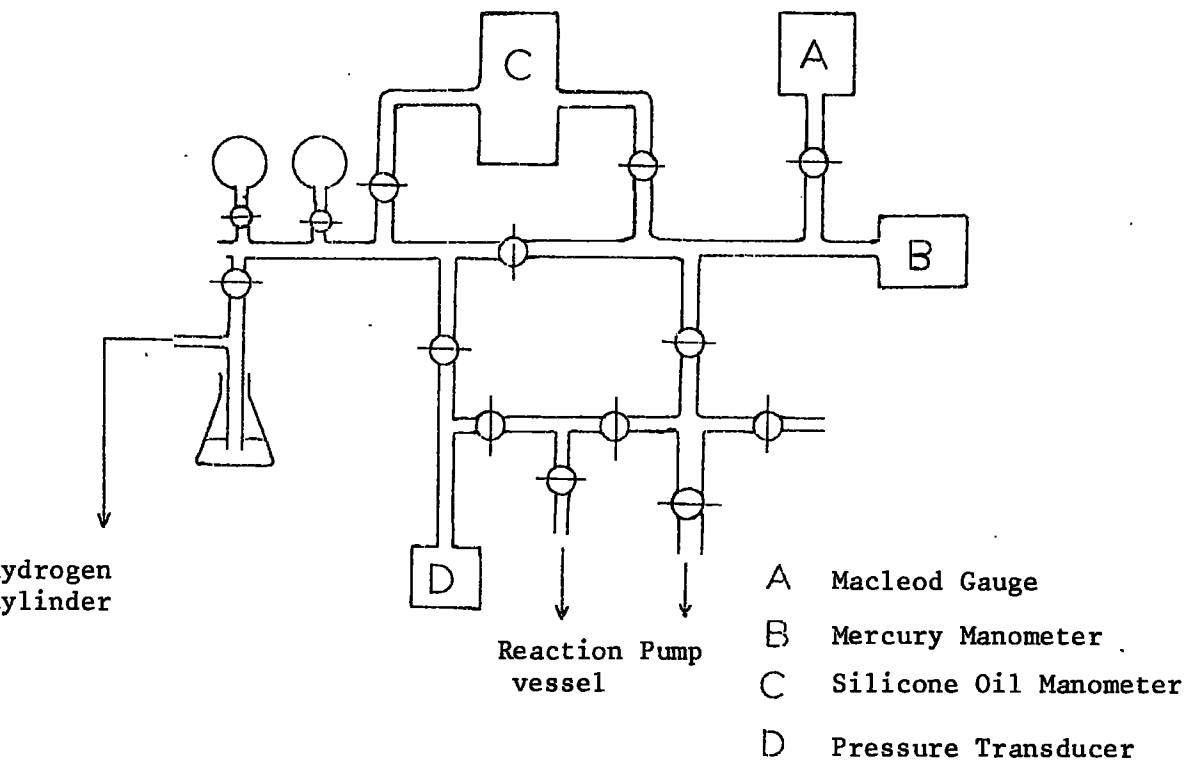 C
A
B
D
ydrogen
ylinder
Reaction Pump
vessel
A Macleod Gauge
B Mercury Manometer
C Silicone Oil Manometer
D Pressure Transducer